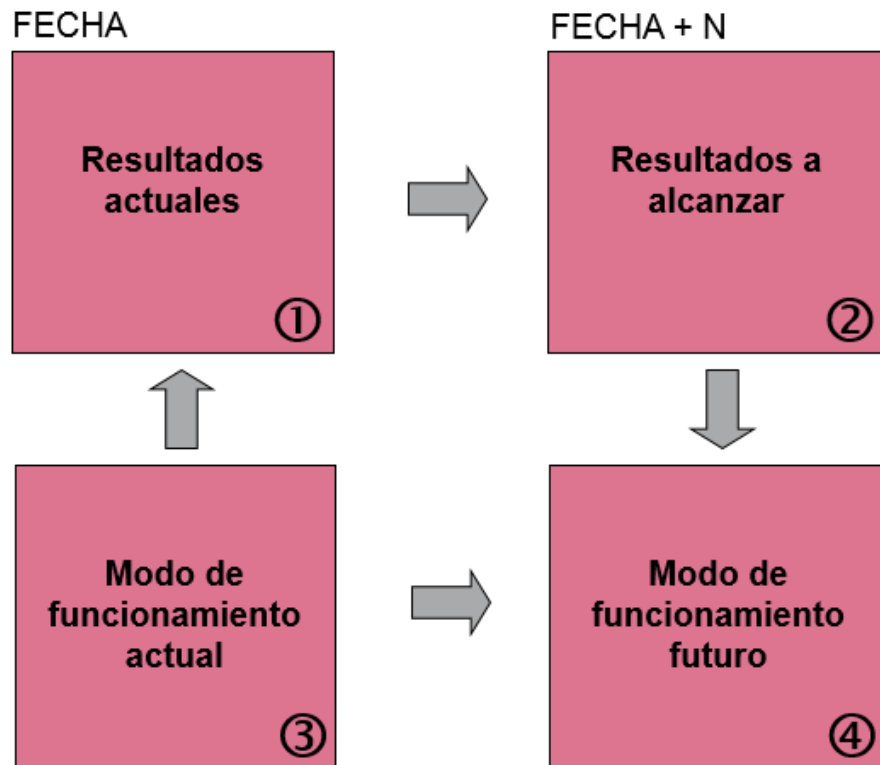 FECHA
FECHA + N
Resultados
actuales
①
Resultados a
alcanzar
②
Modo de
funcionamiento
actual
③
Modo de
funcionamiento
futuro
④